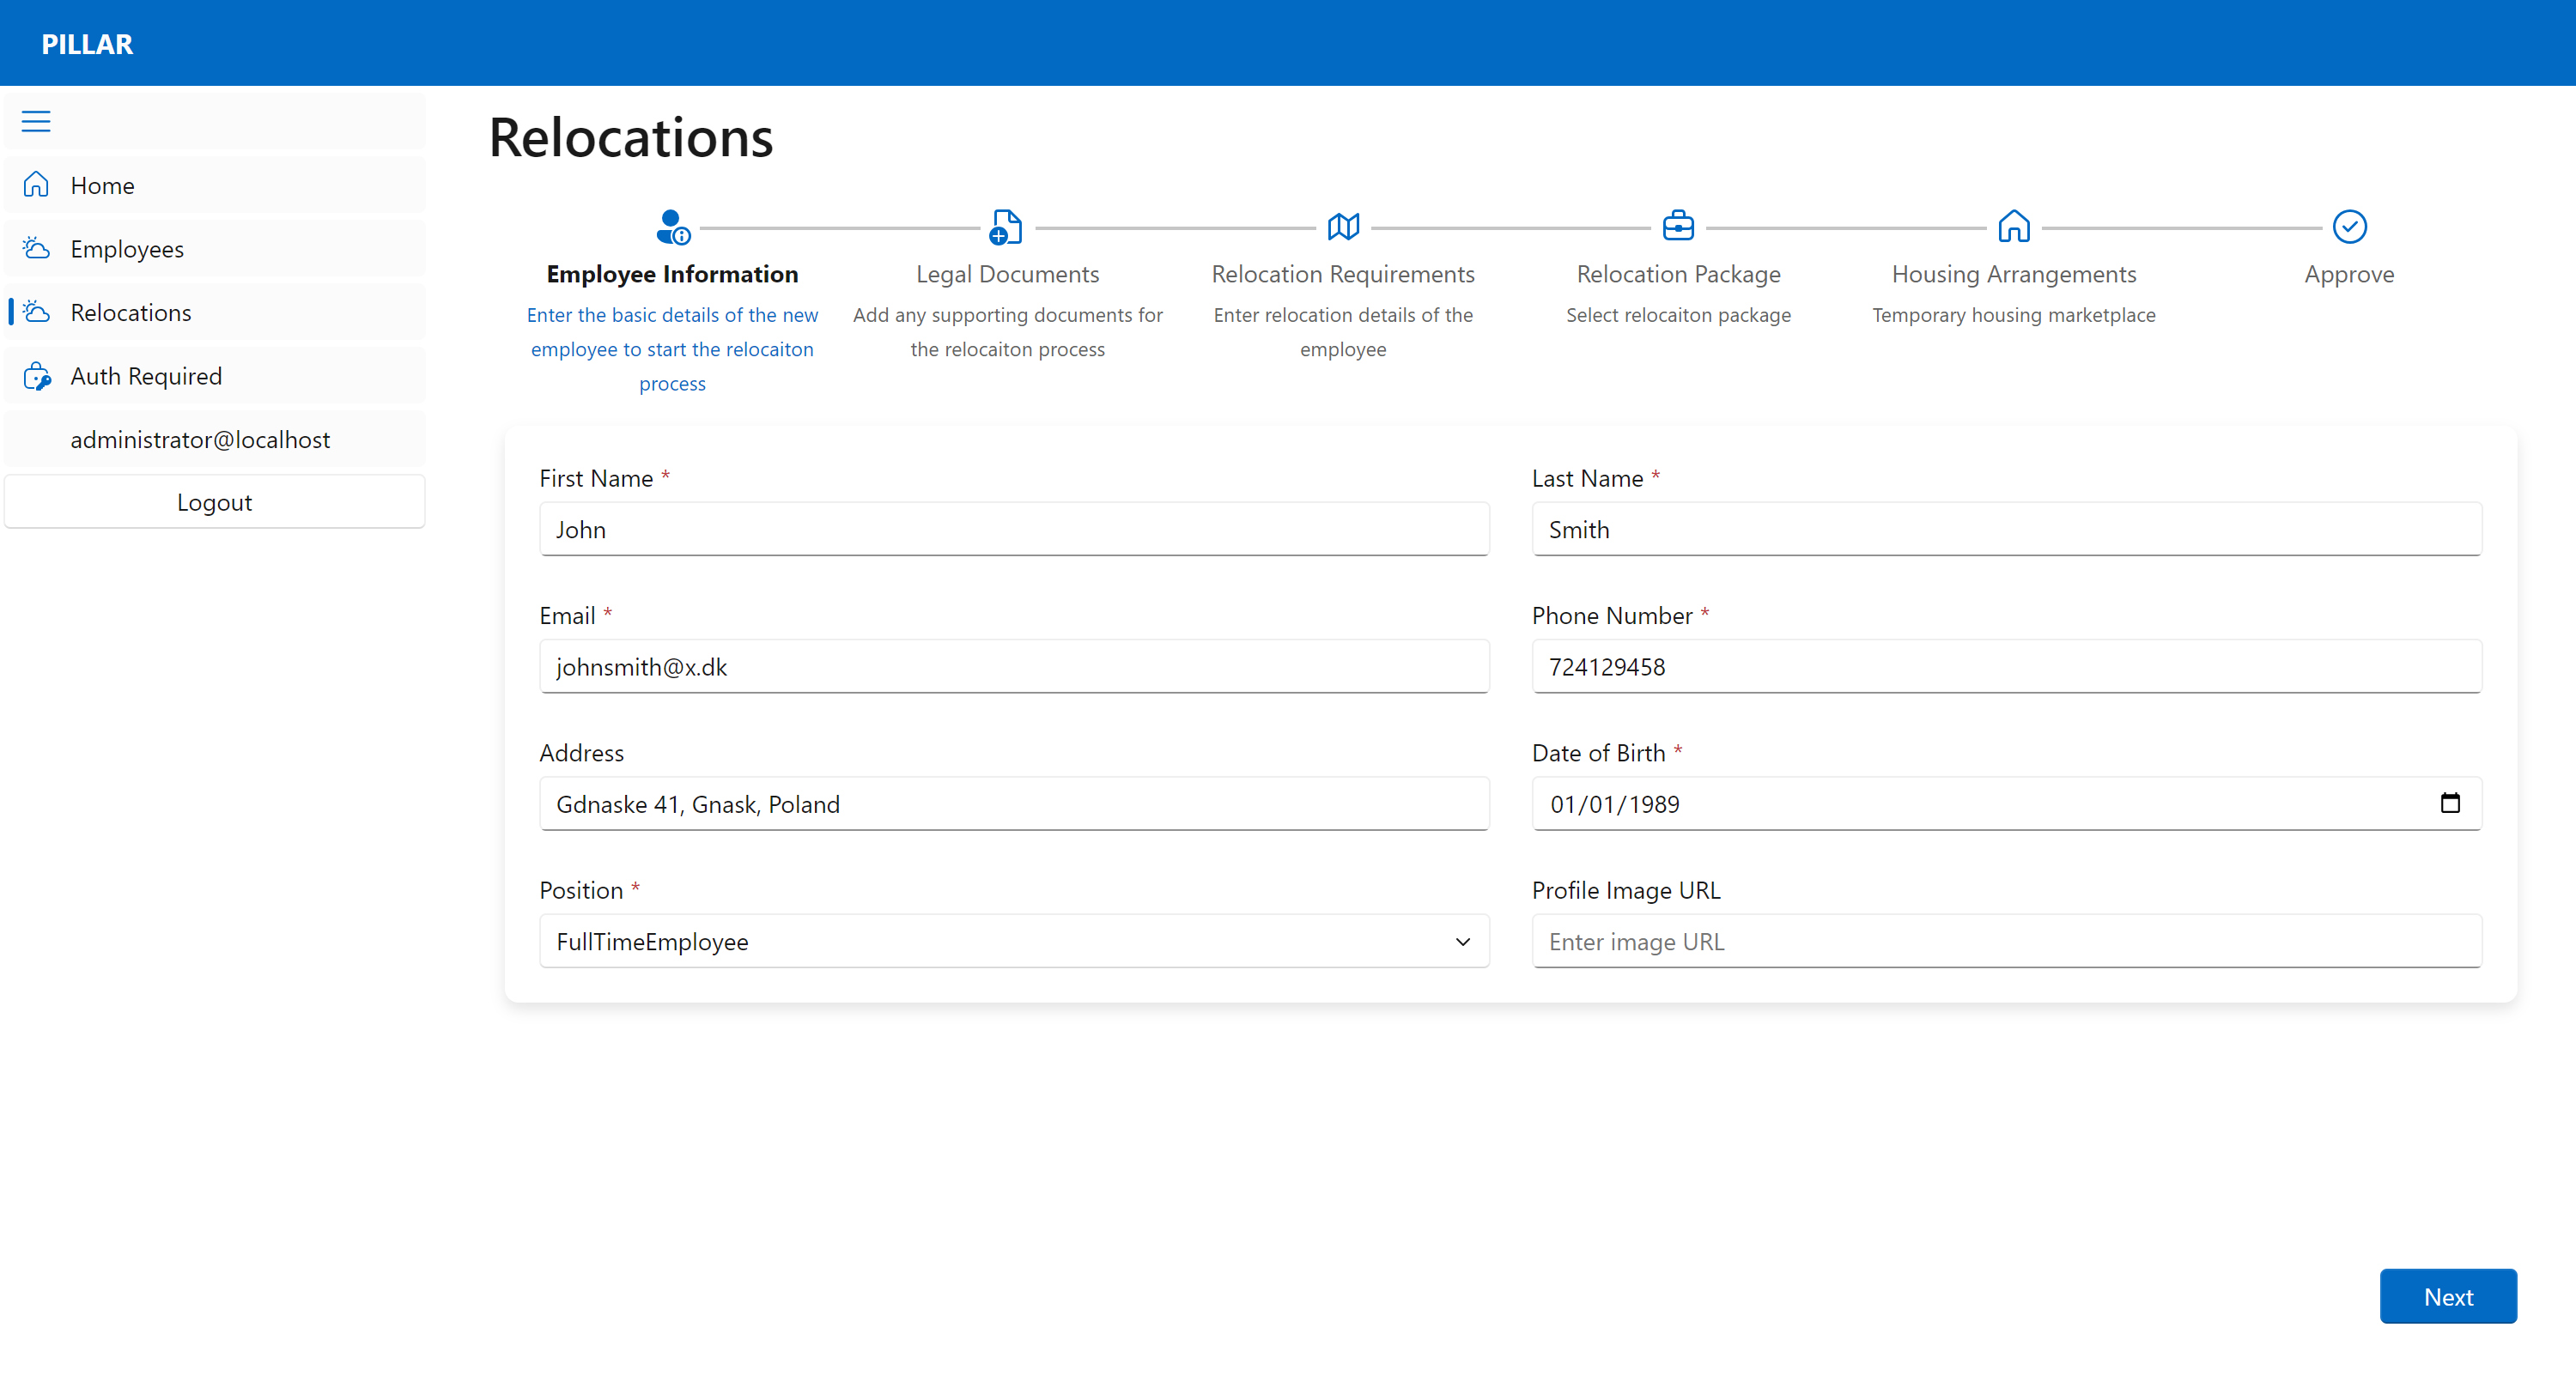 PILLAR
Home
Employees
Relocations
Auth Required
administrator@localhost
Logout
Relocations
Employee Information
Enter the basic details of the new
employee to start the relocaiton
process
Legal Documents
Add any supporting documents for
the relocaiton process
Relocation Requirements
Enter relocation details of the
employee
Relocation Package
Select relocaiton package
Housing Arrangements
Temporary housing marketplace
Approve
First Name *
John
Last Name *
Smith
Email *
johnsmith@x.dk
Phone Number *
724129458
Address
Gdnaske 41, Gnask, Poland
Date of Birth *
01/01/1989
Position *
FullTimeEmployee
Profile Image URL
Enter image URL
Next